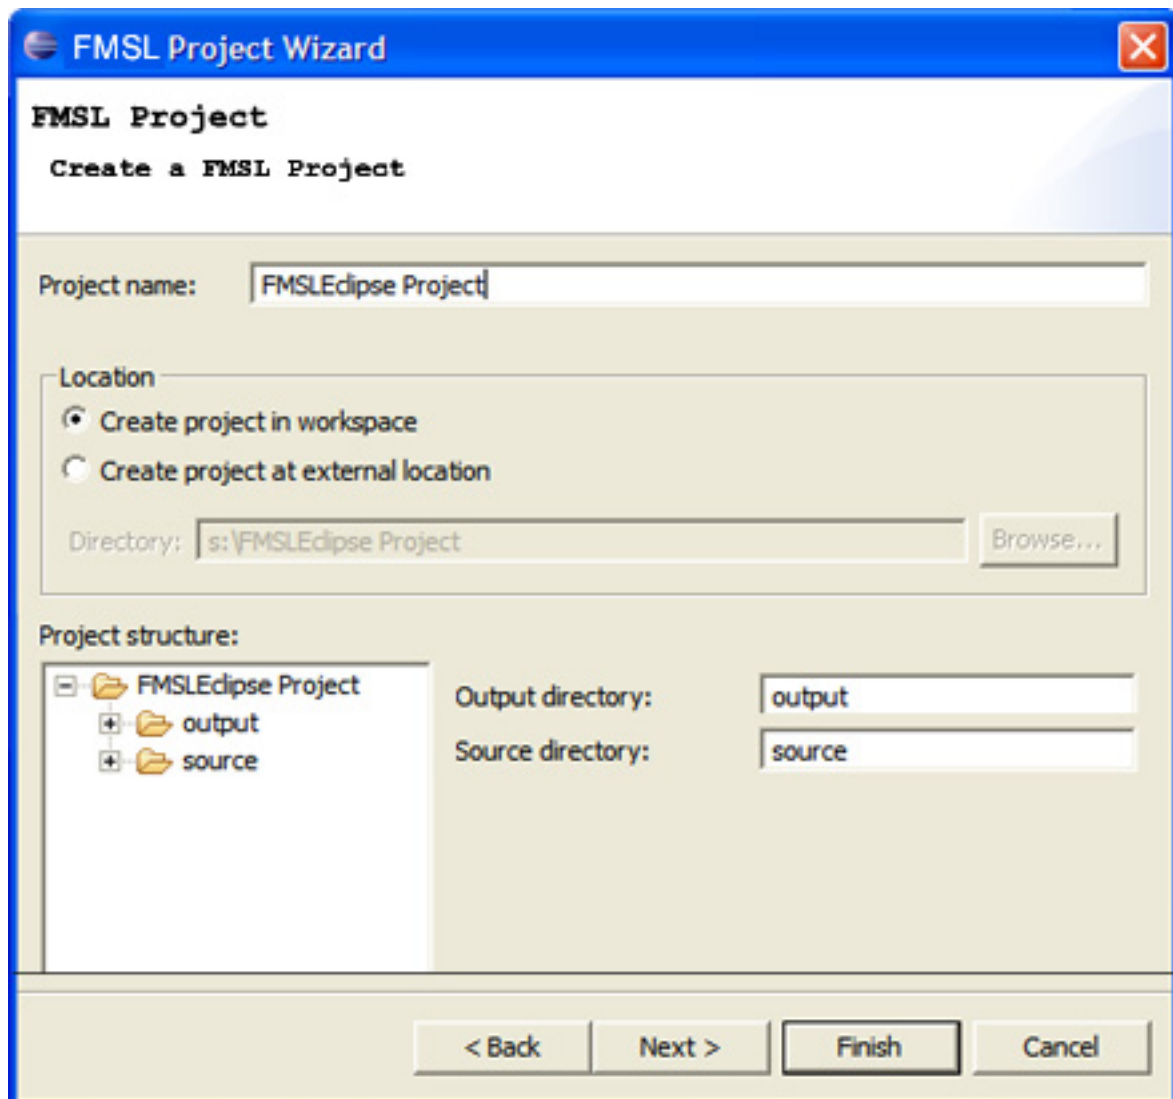 FMSL Project Wizard
FMSL Project
Create a FMSL Project
Project name: FMSLEclipse Project
Location
Create project in workspace
Create project at external location
Directory: s:\FMSLEclipse Project Browse...
Project structure:
FMSLEclipse Project
output
source
Output directory: output
Source directory: source
< Back Next > Finish Cancel